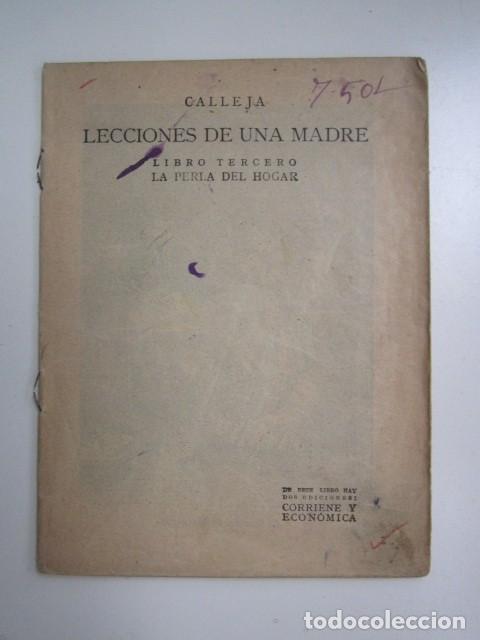 CALLEJA
7.50
LECCIONES DE UNA MADRE
LIBRO TERCERO
LA PERLA DEL HOGAR
DE ESTE LIBRO HAY
DOS EDICIONES:
CORRIENE Y
ECONÓMICA
todocoleccion